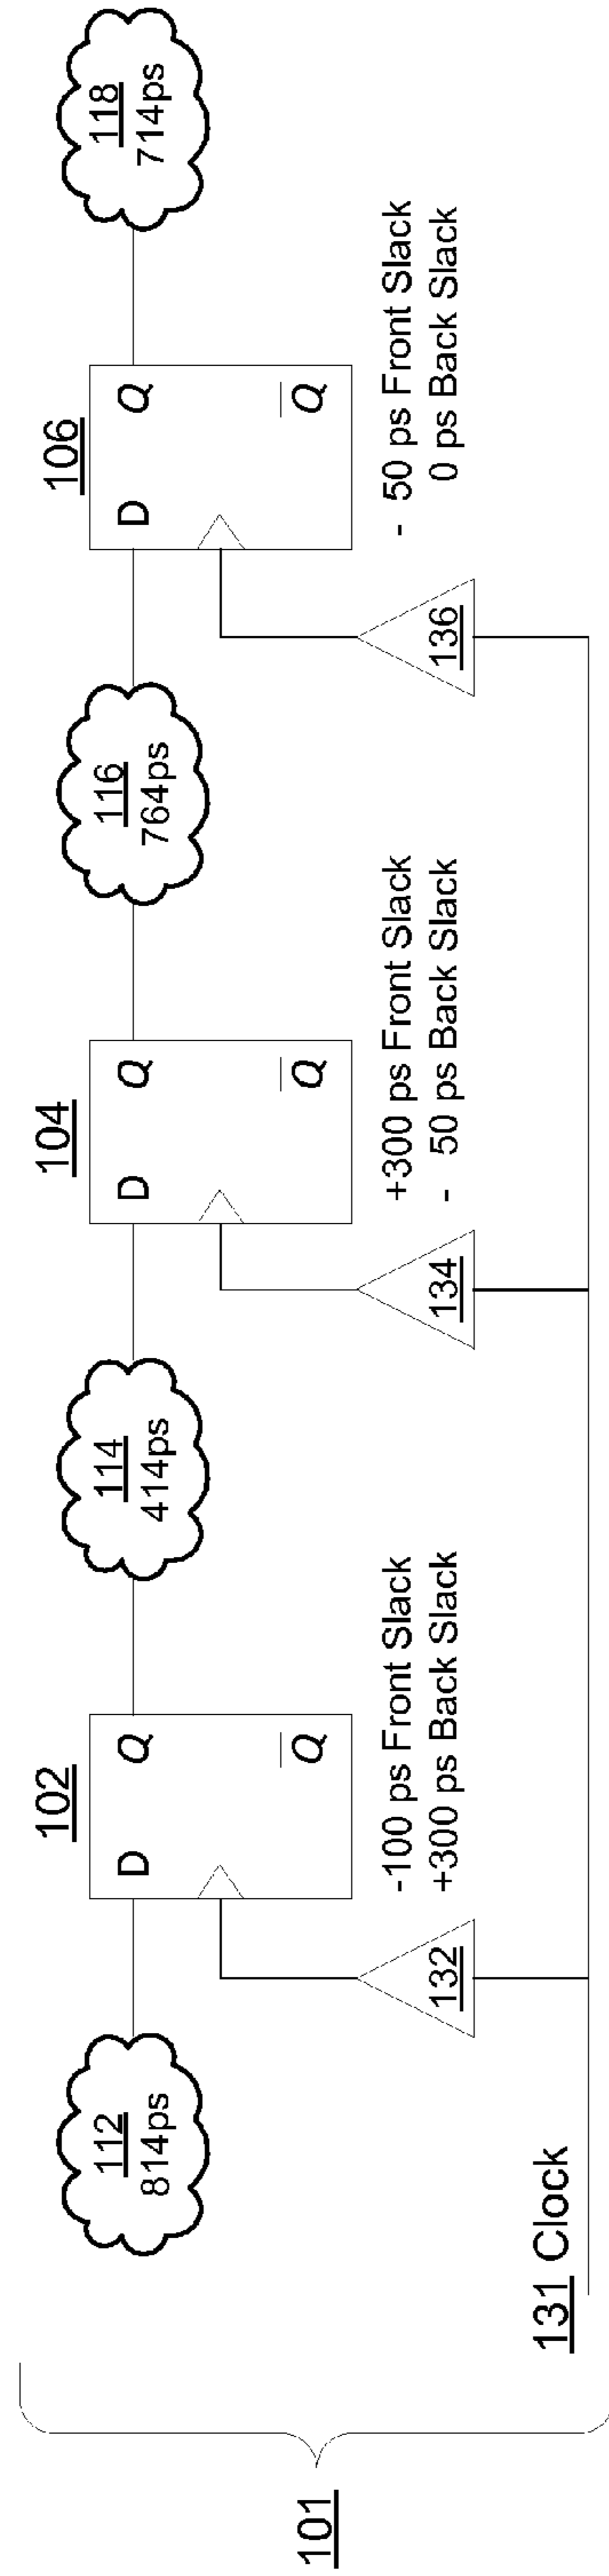 101
112
814ps
102
D
Q
Q
-100 ps Front Slack
+300 ps Back Slack
132
114
414ps
104
D
Q
Q
+300 ps Front Slack
- 50 ps Back Slack
134
116
764ps
106
D
Q
Q
- 50 ps Front Slack
0 ps Back Slack
136
118
714ps
131 Clock